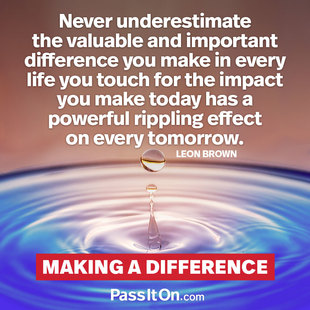 Never underestimate
the valuable and important
difference you make in every
life you touch for the impact
you make today has a
powerful rippling effect
on every tomorrow.
LEON BROWN
MAKING A DIFFERENCE
PassItOn.com